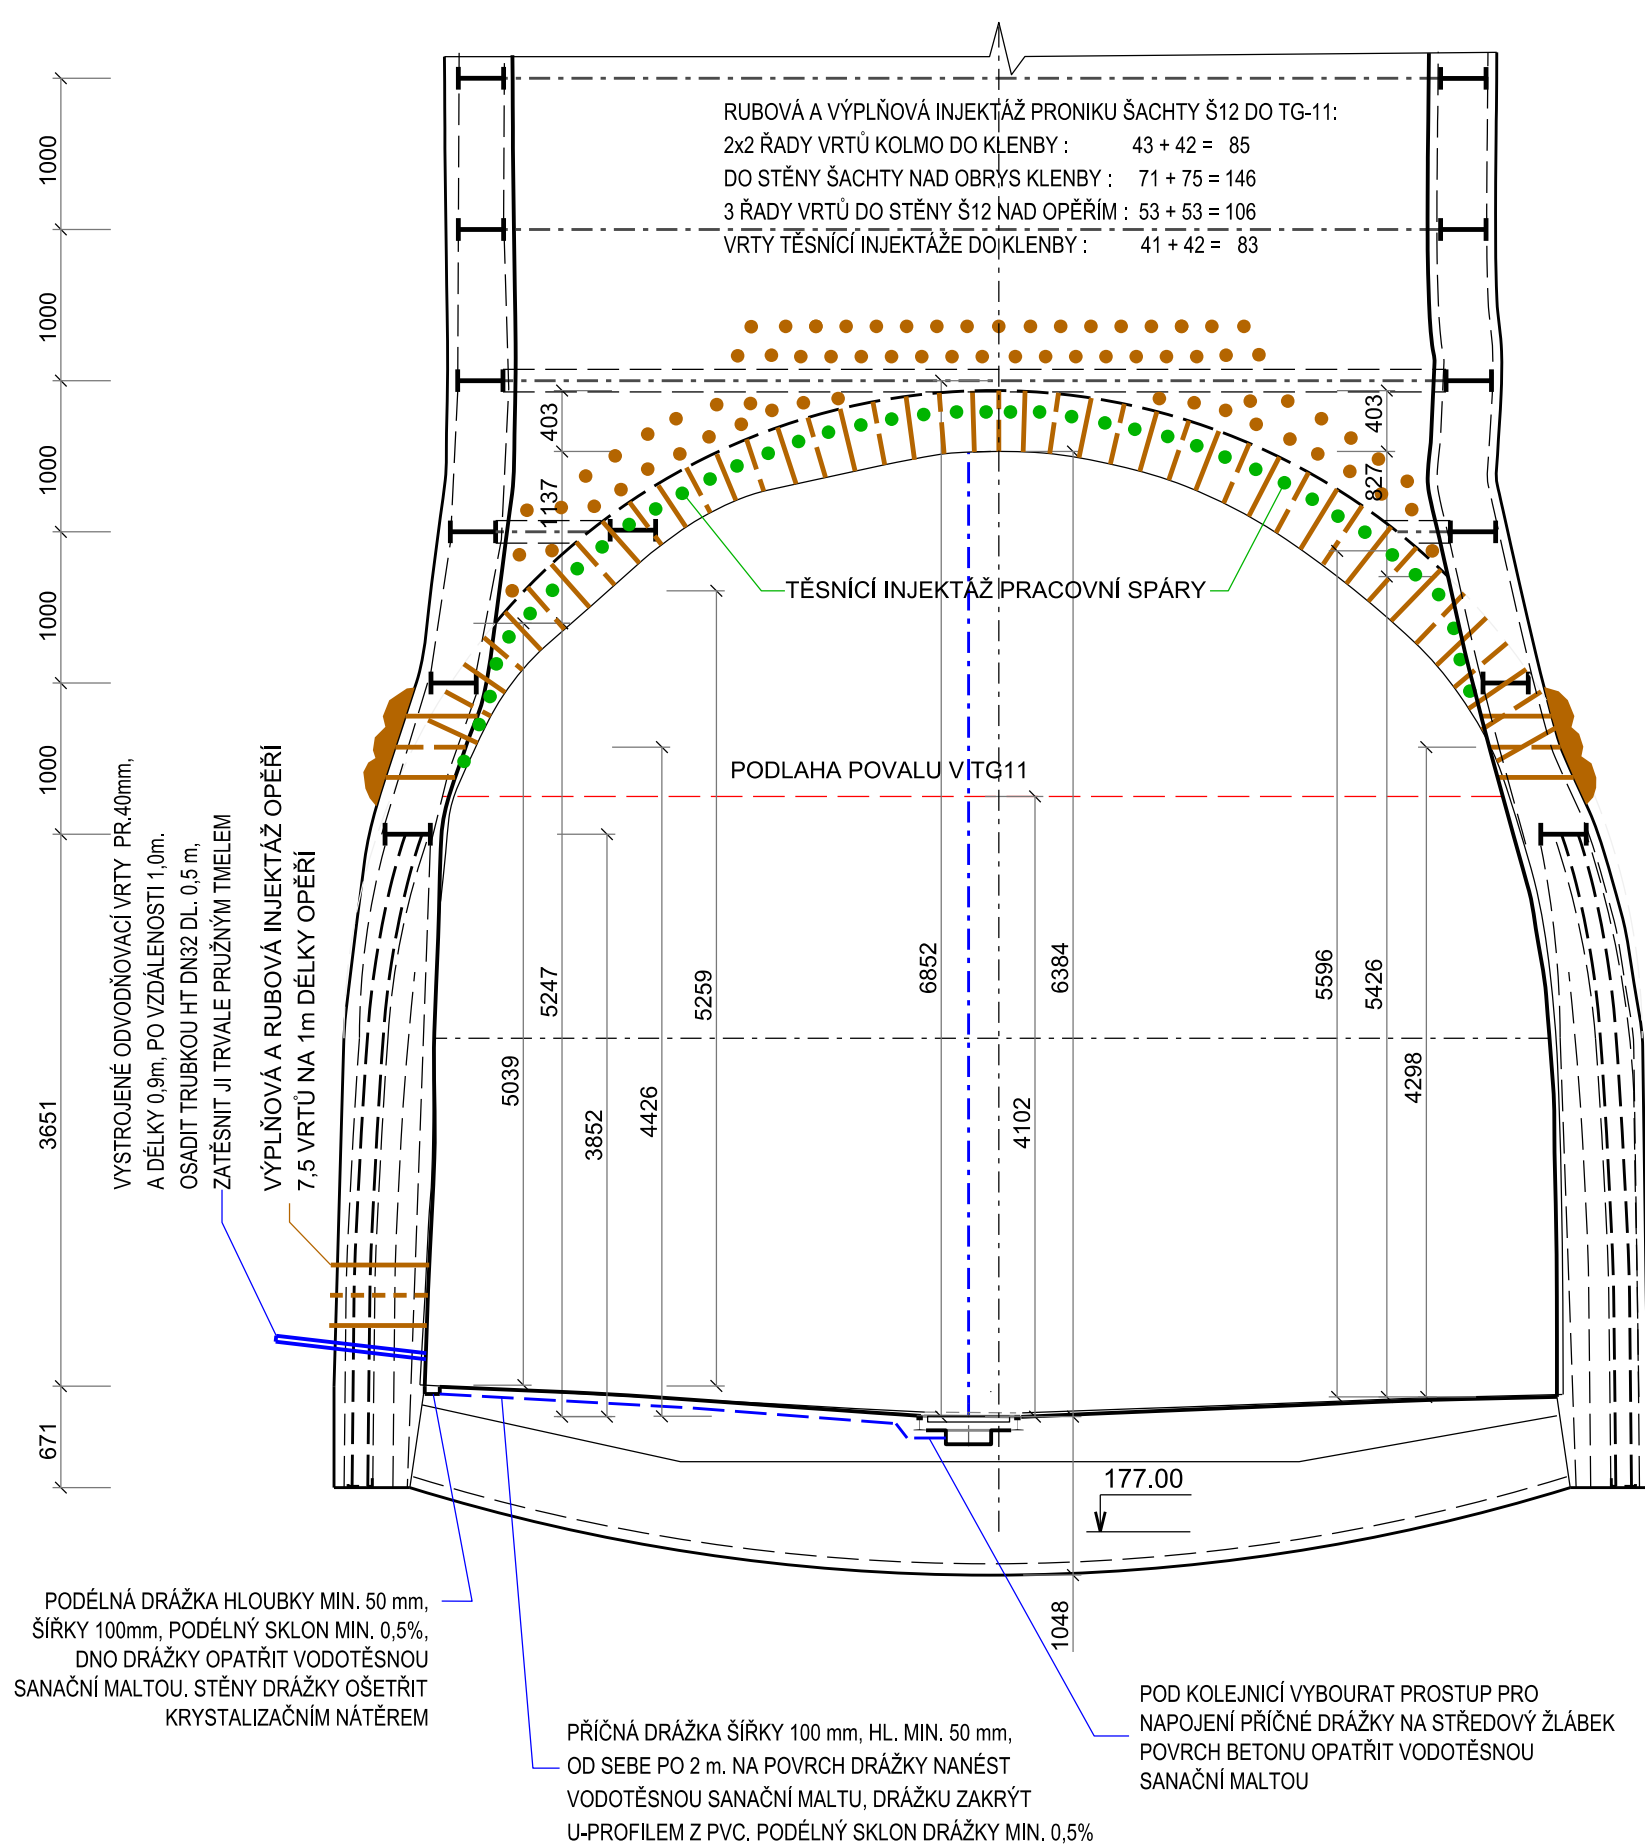 RUBOVÁ A VÝPLŇOVÁ INJEKTÁŽ PRONIKU ŠACHTY Š12 DO TG-11:
2x2 ŘADY VRTŮ KOLMO DO KLENBY : 43 + 42 = 85
DO STĚNY ŠACHTY NAD OBRYS KLENBY : 71 + 75 = 146
3 ŘADY VRTŮ DO STĚNY Š12 NAD OPĚŘÍM : 53 + 53 = 106
VRTY TĚSNÍCÍ INJEKTÁŽE DO KLENBY : 41 + 42 = 83
1000
1000
1000
1000
1000
3651
671
403
1137
403
827
TĚSNÍCÍ INJEKTÁŽ PRACOVNÍ SPÁRY
PODLAHA POVALU V TG11
VYSTROJENÉ ODVODŇOVACÍ VRTY PR.40mm,
A DÉLKY 0,9m, PO VZDÁLENOSTI 1,0m.
OSADIT TRUBKOU HT DN32 DL. 0,5 m,
ZATĚSNIT JI TRVALE PRUŽNÝM TMELEM
VÝPLŇOVÁ A RUBOVÁ INJEKTÁŽ OPĚŘÍ
7,5 VRTŮ NA 1m DÉLKY OPĚŘÍ
5039
5247
3852
4426
5259
6852
4102
6384
5596
5426
4298
177.00
1048
PODÉLNÁ DRÁŽKA HLOUBKY MIN. 50 mm,
ŠÍŘKY 100mm, PODÉLNÝ SKLON MIN. 0,5%,
DNO DRÁŽKY OPATŘIT VODOTĚSNOU
SANAČNÍ MALTOU. STĚNY DRÁŽKY OŠETŘIT
KRYSTALIZAČNÍM NÁTĚREM
PŘÍČNÁ DRÁŽKA ŠÍŘKY 100 mm, HL. MIN. 50 mm,
OD SEBE PO 2 m. NA POVRCH DRÁŽKY NANÉST
VODOTĚSNOU SANAČNÍ MALTU, DRÁŽKU ZAKRÝT
U-PROFILEM Z PVC. PODÉLNÝ SKLON DRÁŽKY MIN. 0,5%
POD KOLEJNICÍ VYBOURAT PROSTUP PRO
NAPOJENÍ PŘÍČNÉ DRÁŽKY NA STŘEDOVÝ ŽLÁBEK
POVRCH BETONU OPATŘIT VODOTĚSNOU
SANAČNÍ MALTOU